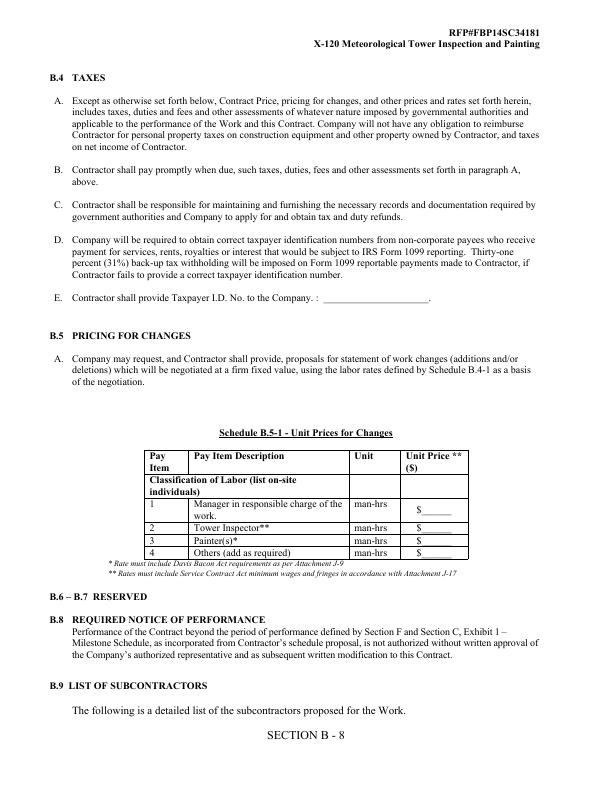 RFP#FBP14SC34181
X-120 Meteorological Tower Inspection and Painting
B.4 TAXES
A. Except as otherwise set forth below, Contract Price, pricing for changes, and other prices and rates set forth herein,
includes taxes, duties and fees and other assessments of whatever nature imposed by governmental authorities and
applicable to the performance of the Work and this Contract. Company will not have any obligation to reimburse
Contractor for personal property taxes on construction equipment and other property owned by Contractor, and taxes
on net income of Contractor.
B. Contractor shall pay promptly when due, such taxes, duties, fees and other assessments set forth in paragraph A,
above.
C. Contractor shall be responsible for maintaining and furnishing the necessary records and documentation required by
government authorities and Company to apply for and obtain tax and duty refunds.
D. Company will be required to obtain correct taxpayer identification numbers from non-corporate payees who receive
payment for services, rents, royalties or interest that would be subject to IRS Form 1099 reporting. Thirty-one
percent (31%) back-up tax withholding will be imposed on Form 1099 reportable payments made to Contractor, if
Contractor fails to provide a correct taxpayer identification number.
E. Contractor shall provide Taxpayer I.D. No. to the Company. : _____________________.
B.5 PRICING FOR CHANGES
A. Company may request, and Contractor shall provide, proposals for statement of work changes (additions and/or
deletions) which will be negotiated at a firm fixed value, using the labor rates defined by Schedule B.4-1 as a basis
of the negotiation.
Schedule B.5-1 - Unit Prices for Changes
Pay Item Pay Item Description Unit Unit Price ** ($)
Classification of Labor (list on-site
individuals)
1 Manager in responsible charge of the work. man-hrs $______
2 Tower Inspector** man-hrs $______
3 Painter(s)* man-hrs $______
4 Others (add as required) man-hrs $______
* Rate must include Davis Bacon Act requirements as per Attachment J-9
** Rates must include Service Contract Act minimum wages and fringes in accordance with Attachment J-17
B.6 – B.7 RESERVED
B.8 REQUIRED NOTICE OF PERFORMANCE
Performance of the Contract beyond the period of performance defined by Section F and Section C, Exhibit 1 –
Milestone Schedule, as incorporated from Contractor's schedule proposal, is not authorized without written approval of
the Company's authorized representative and as subsequent written modification to this Contract.
B.9 LIST OF SUBCONTRACTORS
The following is a detailed list of the subcontractors proposed for the Work.
SECTION B - 8